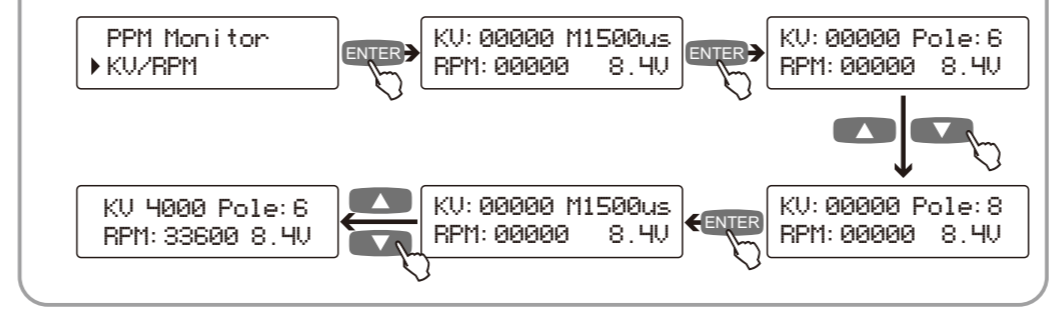 PPM Monitor
▶KV/RPM
ENTER
KV: 00000 M1500us
RPM: 00000 8.4V
ENTER
KV: 00000 Pole: 6
RPM: 00000 8.4V
▲ ▼
KV: 00000 Pole: 8
RPM: 00000 8.4V
ENTER
KV: 00000 M1500us
RPM: 00000 8.4V
▲
▼
KV 4000 Pole: 6
RPM: 33600 8.4V